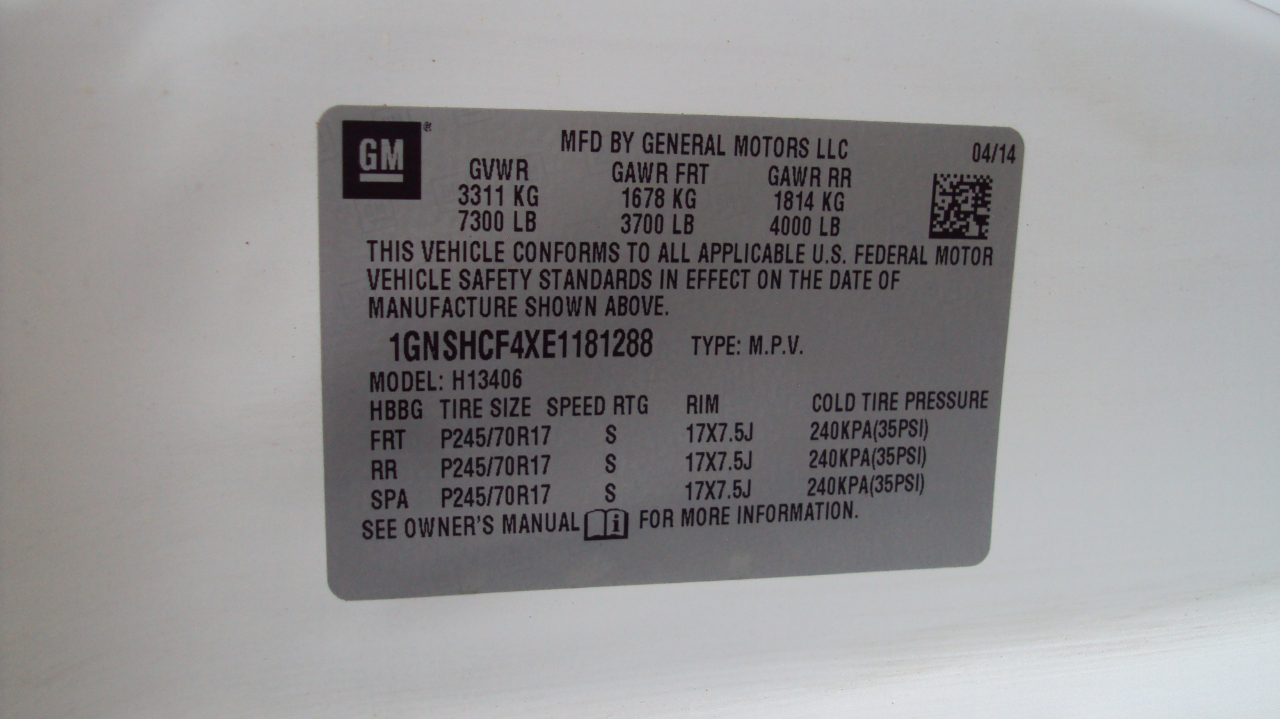 GM®
MFD BY GENERAL MOTORS LLC 04/14
GVWR GAWR FRT GAWR RR
3311 KG 1678 KG 1814 KG
7300 LB 3700 LB 4000 LB
THIS VEHICLE CONFORMS TO ALL APPLICABLE U.S. FEDERAL MOTOR
VEHICLE SAFETY STANDARDS IN EFFECT ON THE DATE OF
MANUFACTURE SHOWN ABOVE.
1GNSHCF4XE1181288 TYPE: M.P.V.
MODEL: H13406
HBBG TIRE SIZE SPEED RTG RIM COLD TIRE PRESSURE
FRT P245/70R17 S 17X7.5J 240KPA(35PSI)
RR P245/70R17 S 17X7.5J 240KPA(35PSI)
SPA P245/70R17 S 17X7.5J 240KPA(35PSI)
SEE OWNER'S MANUAL i FOR MORE INFORMATION.